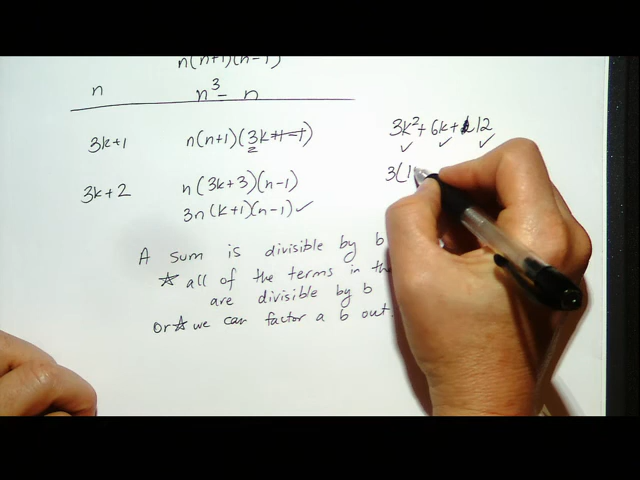 n(n+1)(n-1)
n n³ - n
3k+1 n(n+1)(3k+1-1) 3k²+6k+12
3k+2 n(3k+3)(n-1) 3(
3n(k+1)(n-1) ✓
A sum is divisible by b
☆ all of the terms in the
are divisible by b
Or ☆ we can factor a b out.